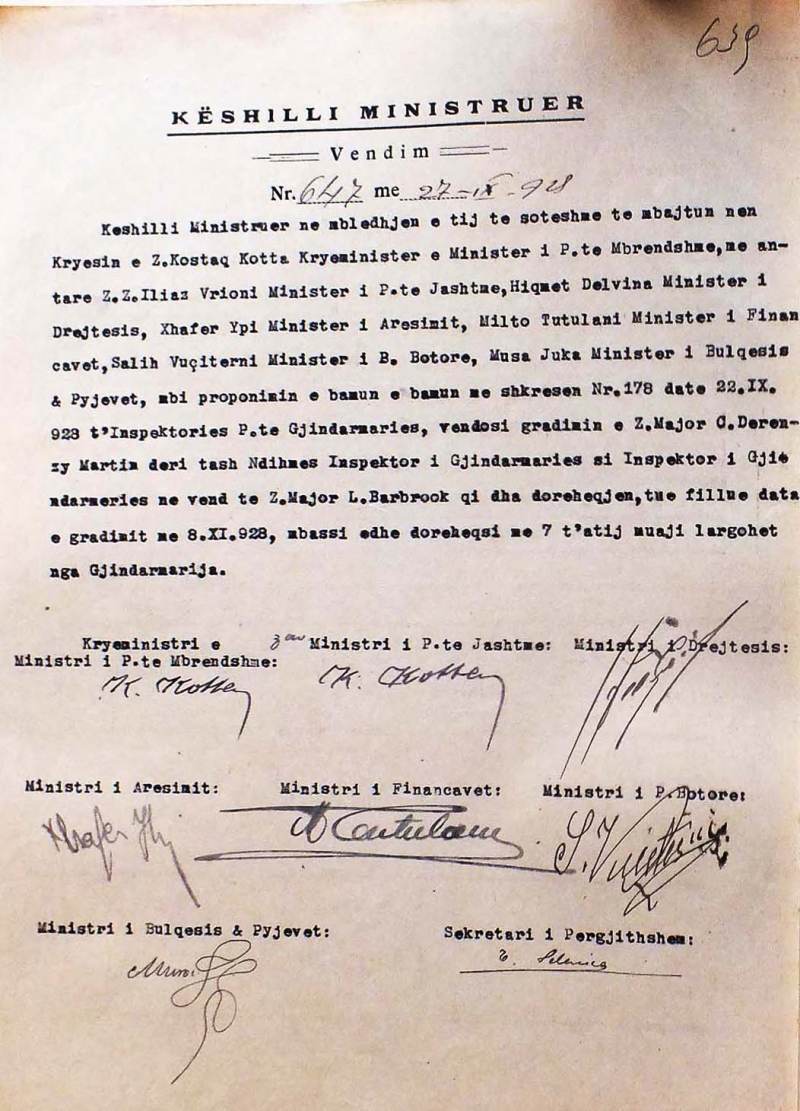 639
KËSHILLI MINISTRUER
Vendim
Nr. 647 me 27-IX-928
Keshilli Ministruer ne mbledhjen e tij te soteshme te mbajtun nen
Kryesin e Z.Kostaq Kotta Kryeminister e Minister i P.te Mbrendshme,me an-
tare Z.Z.Iliaz Vrioni Minister i P.te Jashtme,Hiqmet Delvina Minister i
Drejtesis, Xhafer Ypi Minister i Aresimit, Milto Tutulani Minister i Finan
cavet,Salih Vuçiterni Minister i B. Botore, Musa Juka Minister i Bulqesis
& Pyjevet, mbi proponimin e bamun e bamun me shkresen Nr.178 date 22.IX.
928 t'Inspektories P.te Gjindarmaries, vendosi gradimin e Z.Major C.Deren-
zy Martin deri tash Ndihmes Inspektor i Gjindarmaries si Inspektor i Gji
ndarmeries ne vend te Z.Major L.Barbrook qi dha doreheqjen,tue fillue data
e gradimit me 8.XI.928, mbassi edhe doreheqsi me 7 t'atij muaji largohet
nga Gjindarmarija.
Kryeministri e Ministri i P.te Jashtme: Ministri i Drejtesis:
Ministri i P.te Mbrendshme:
K. Kotta K. Kotta
Ministri i Aresimit: Ministri i Financavet: Ministri i P.Botore:
Xhafer Ypi M Tutulani S. Vuçiterni
Ministri i Bulqesis & Pyjevet: Sekretari i Pergjithshem:
Musa